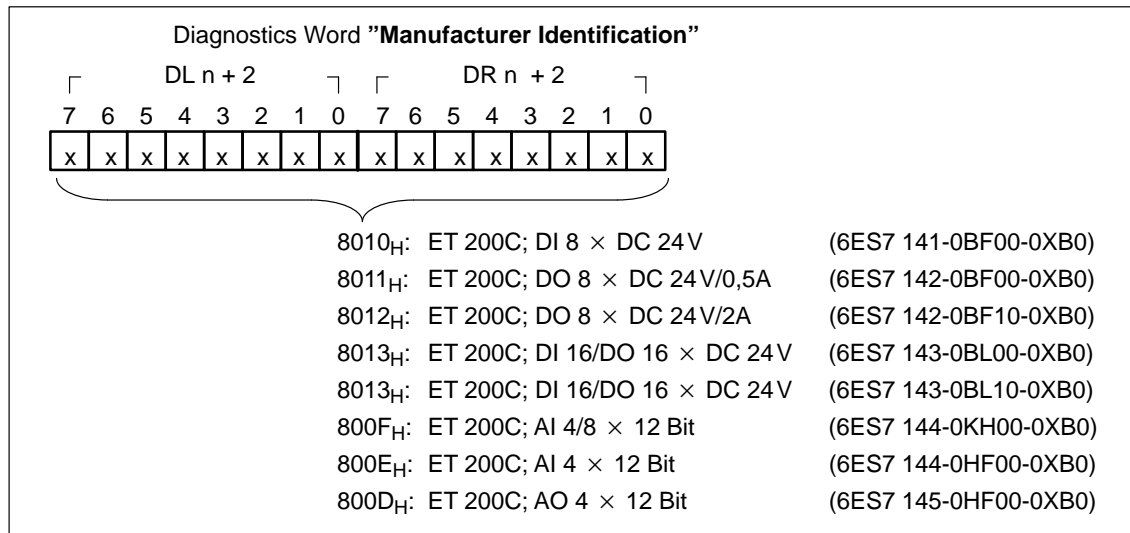 Diagnostics Word ”Manufacturer Identification”
DL n + 2 DR n + 2
7 6 5 4 3 2 1 0 7 6 5 4 3 2 1 0
x x x x x x x x x x x x x x x x
8010H: ET 200C; DI 8 × DC 24V (6ES7 141-0BF00-0XB0)
8011H: ET 200C; DO 8 × DC 24V/0,5A (6ES7 142-0BF00-0XB0)
8012H: ET 200C; DO 8 × DC 24V/2A (6ES7 142-0BF10-0XB0)
8013H: ET 200C; DI 16/DO 16 × DC 24V (6ES7 143-0BL00-0XB0)
8013H: ET 200C; DI 16/DO 16 × DC 24V (6ES7 143-0BL10-0XB0)
800FH: ET 200C; AI 4/8 × 12 Bit (6ES7 144-0KH00-0XB0)
800EH: ET 200C; AI 4 × 12 Bit (6ES7 144-0HF00-0XB0)
800DH: ET 200C; AO 4 × 12 Bit (6ES7 145-0HF00-0XB0)